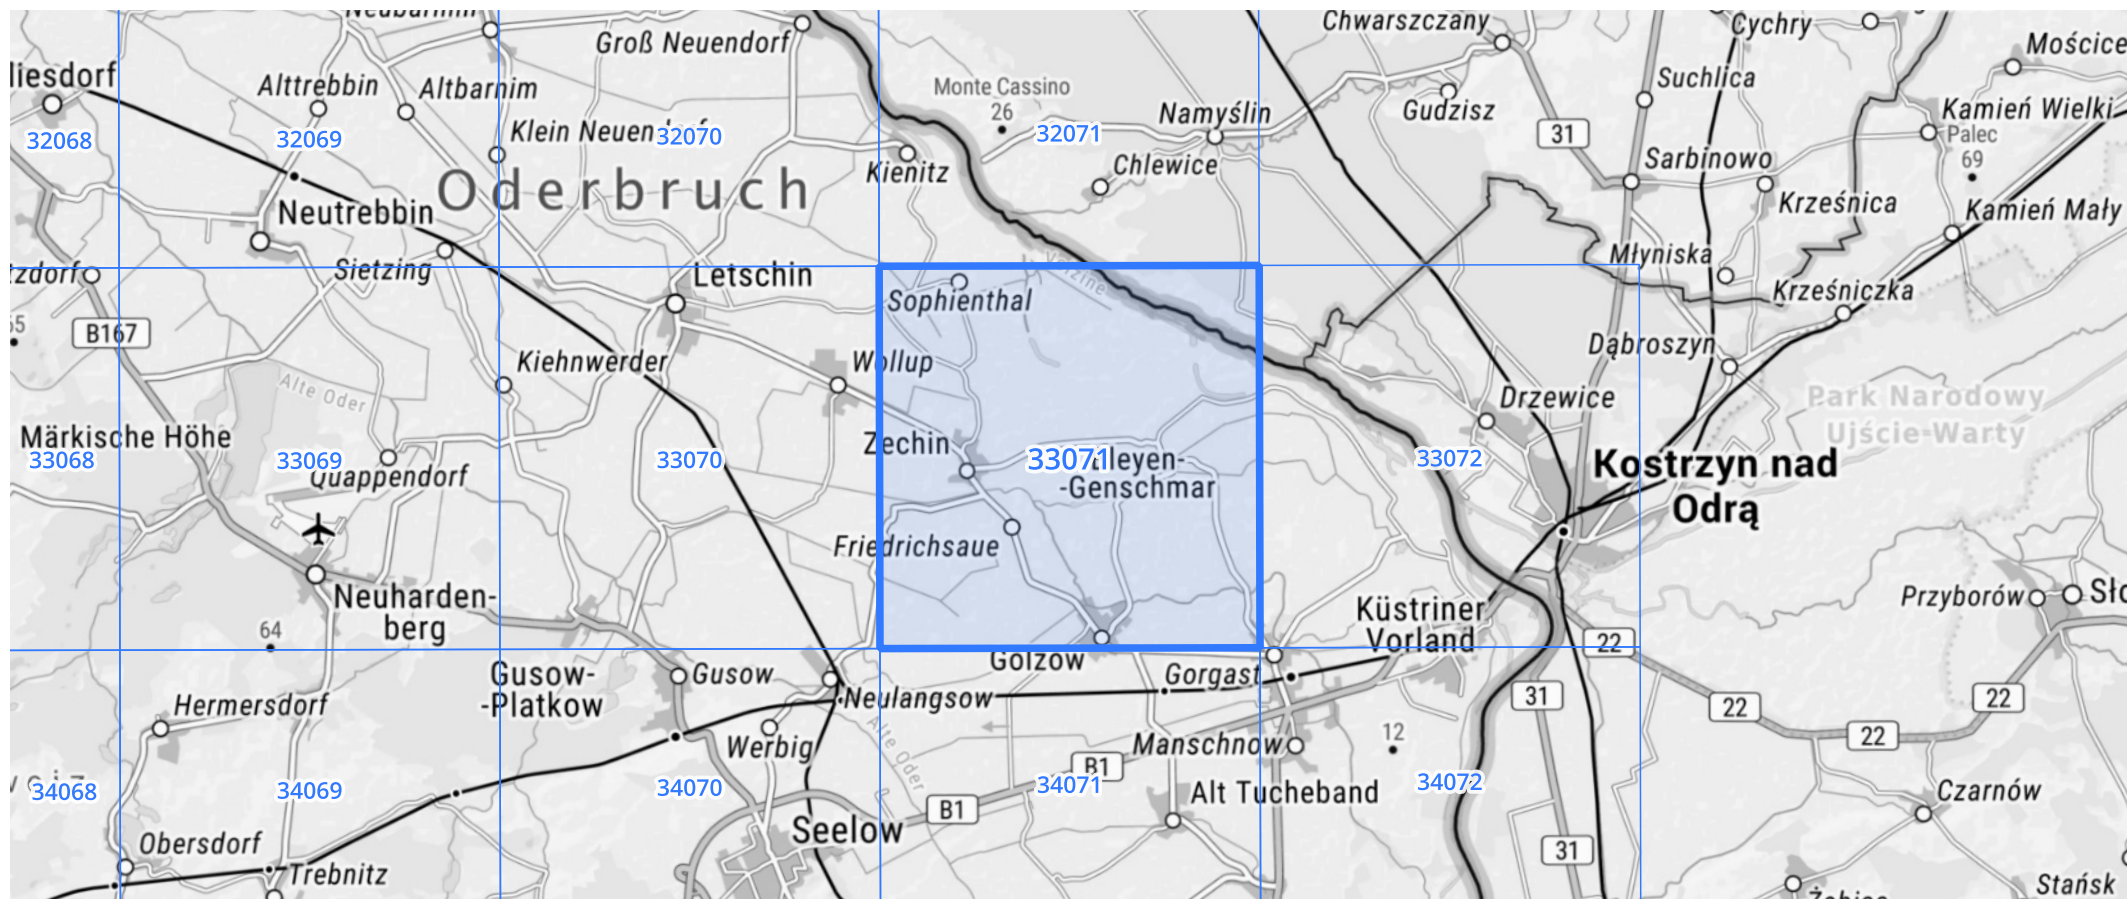 Groß Neuendorf
Chwarszczany
Cychry
Mościce
Alttrebbin
Altbarnim
Monte Cassino
26
Namyślin
Gudzisz
Suchlica
Kamień Wielki
Palec
69
32068
32069
32070
32071
31
Klein Neuendorf
Kienitz
Chlewice
Sarbinowo
Oderbruch
Neutrebbin
Krześnica
Kamień Mały
Sietzing
Letschin
Młyniska
Krześniczka
Sophienthal
B167
Kiehnwerder
Wollup
Dąbroszyn
Alte Oder
Drzewice
Park Narodowy
Ujście Warty
Märkische Höhe
Zechin
33068
33069
33070
33071
33072
Bleyen-
-Genschmar
Kostrzyn nad
Odrą
Quappendorf
Friedrichsaue
Neuharden-
berg
64
Küstriner
Vorland
Przyborów
22
Golzow
Gusow-
-Platkow
Gusow
Gorgast
Neulangsow
Hermersdorf
31
22
22
22
Werbig
Alte Oder
Manschnow
12
B1
34068
34069
34070
34071
34072
B1
Alt Tucheband
Czarnów
Seelow
Obersdorf
31
Trebnitz
Stańsk